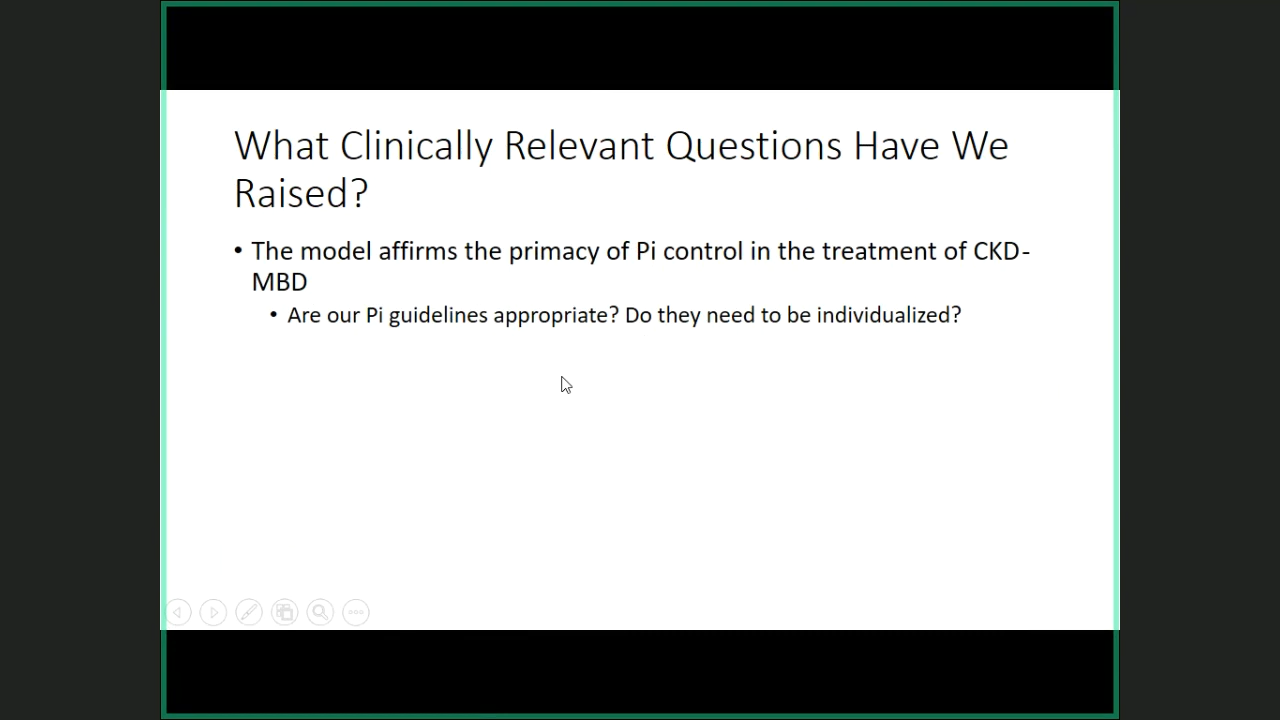 What Clinically Relevant Questions Have We
Raised?
• The model affirms the primacy of Pi control in the treatment of CKD-
MBD
• Are our Pi guidelines appropriate? Do they need to be individualized?